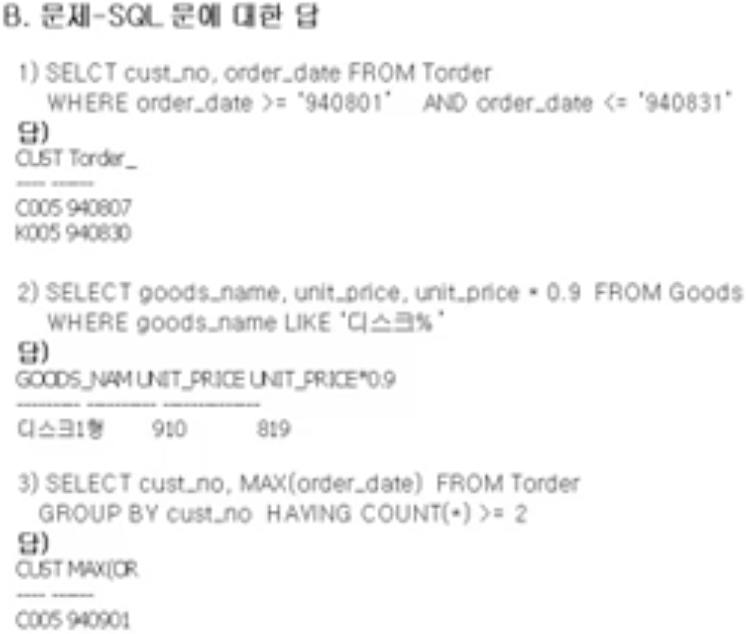 B. 문제-SQL 문에 대한 답
1) SELCT cust_no, order_date FROM Torder
WHERE order_date >= '940801' AND order_date <= '940831'
답)
CUST Torder_
---- ------
C005 940807
K005 940830
2) SELECT goods_name, unit_price, unit_price * 0.9 FROM Goods
WHERE goods_name LIKE '디스크%'
답)
GOODS_NAM UNIT_PRICE UNIT_PRICE*0.9
---------- ---------- --------------
디스크1형 910 819
3) SELECT cust_no, MAX(order_date) FROM Torder
GROUP BY cust_no HAVING COUNT(*) >= 2
답)
CUST MAX(OR
---- ------
C005 940901